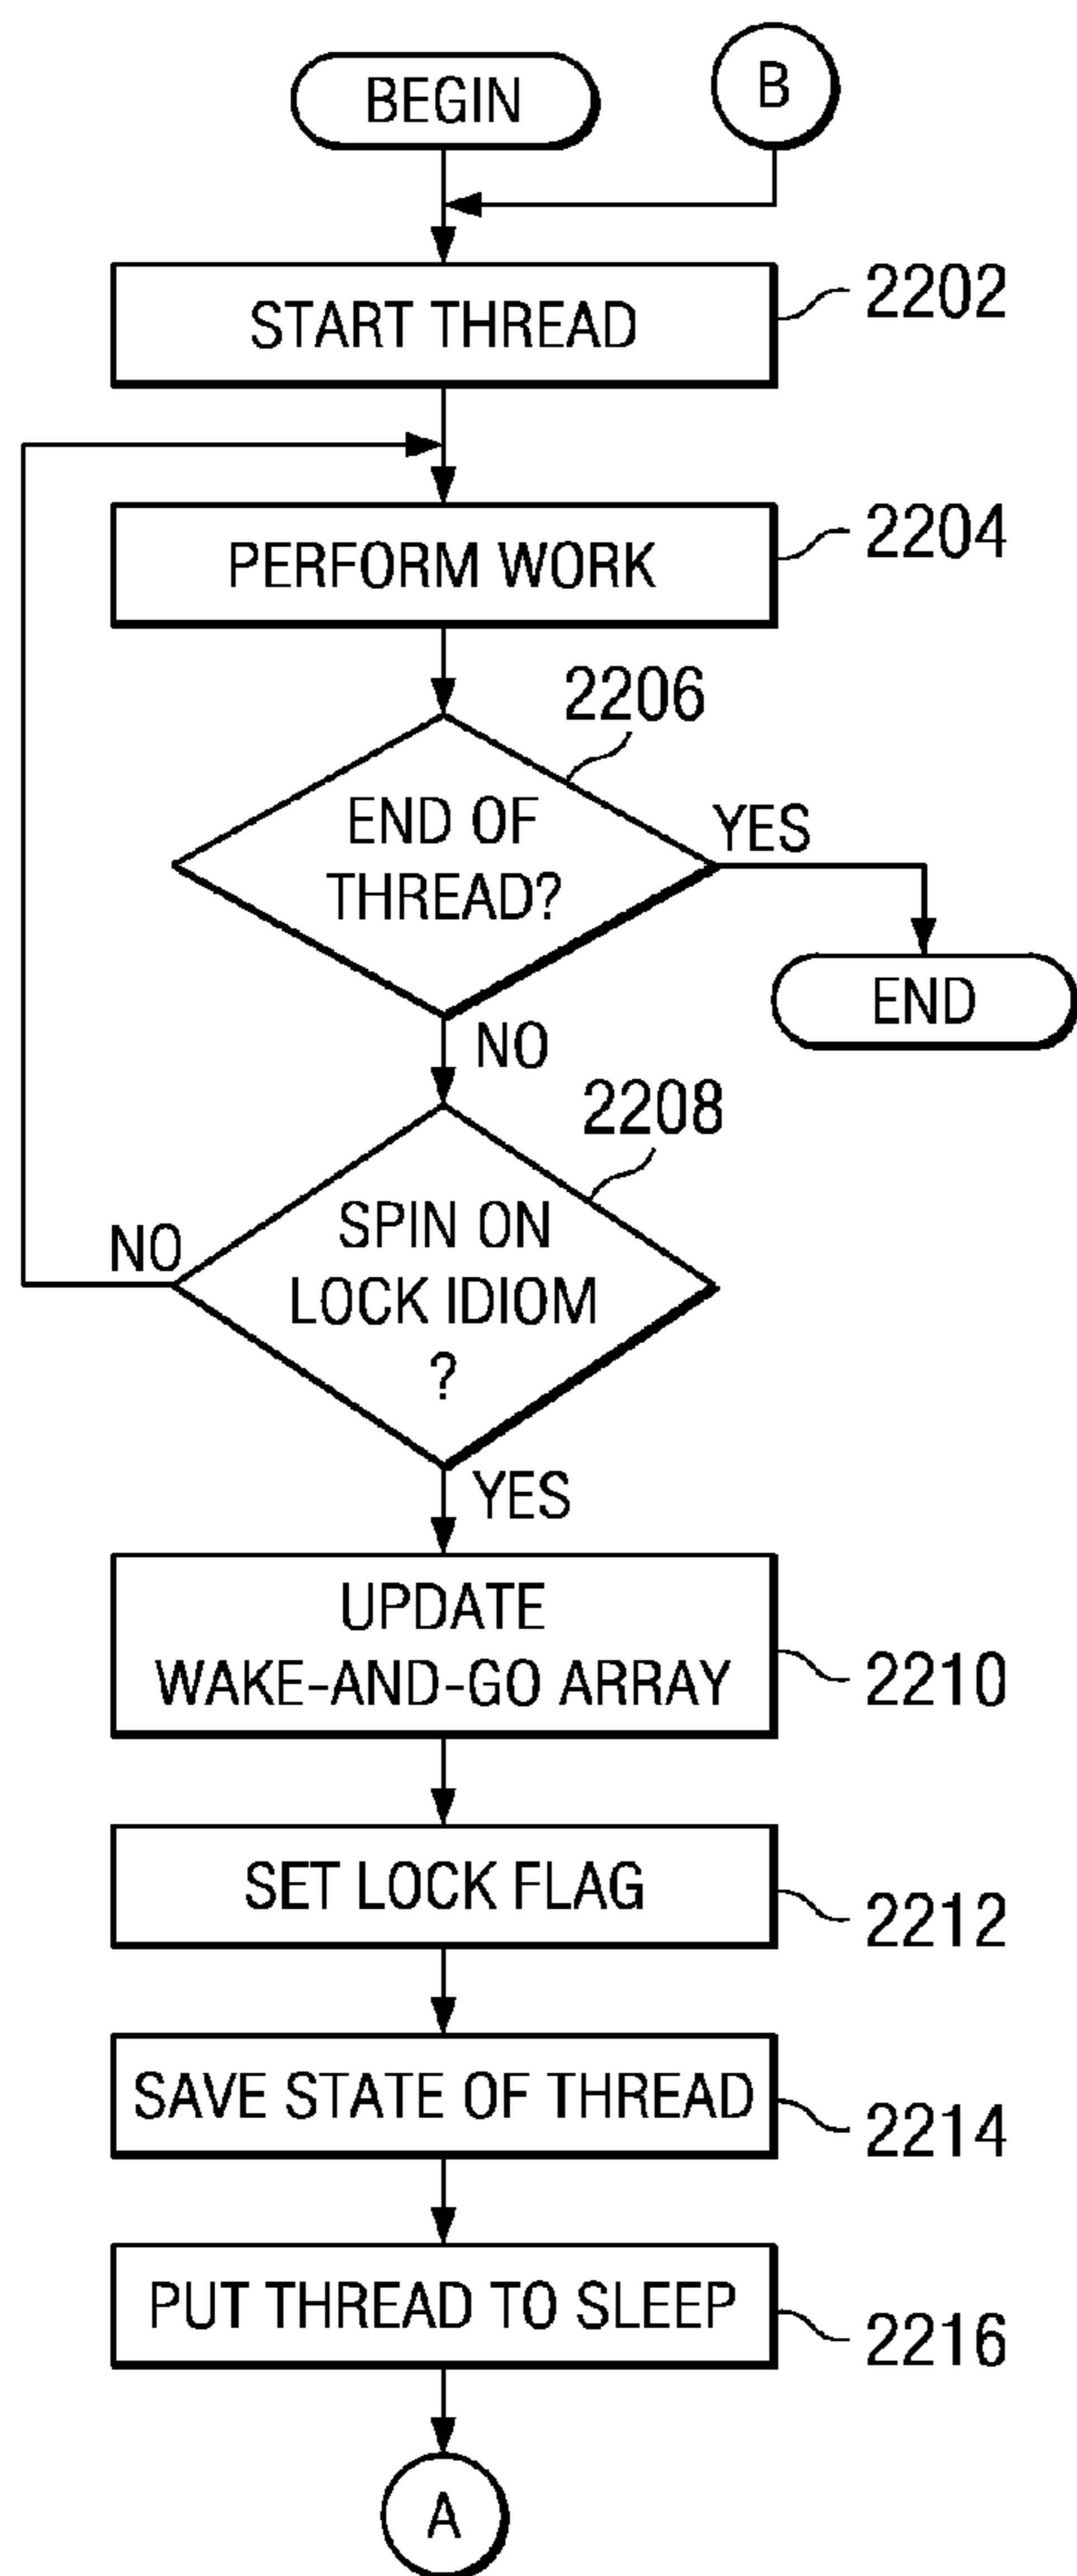 BEGIN
B
START THREAD
2202
PERFORM WORK
2204
2206
END OF
THREAD?
YES
END
NO
2208
SPIN ON
LOCK IDIOM
?
NO
YES
UPDATE
WAKE-AND-GO ARRAY
2210
SET LOCK FLAG
2212
SAVE STATE OF THREAD
2214
PUT THREAD TO SLEEP
2216
A